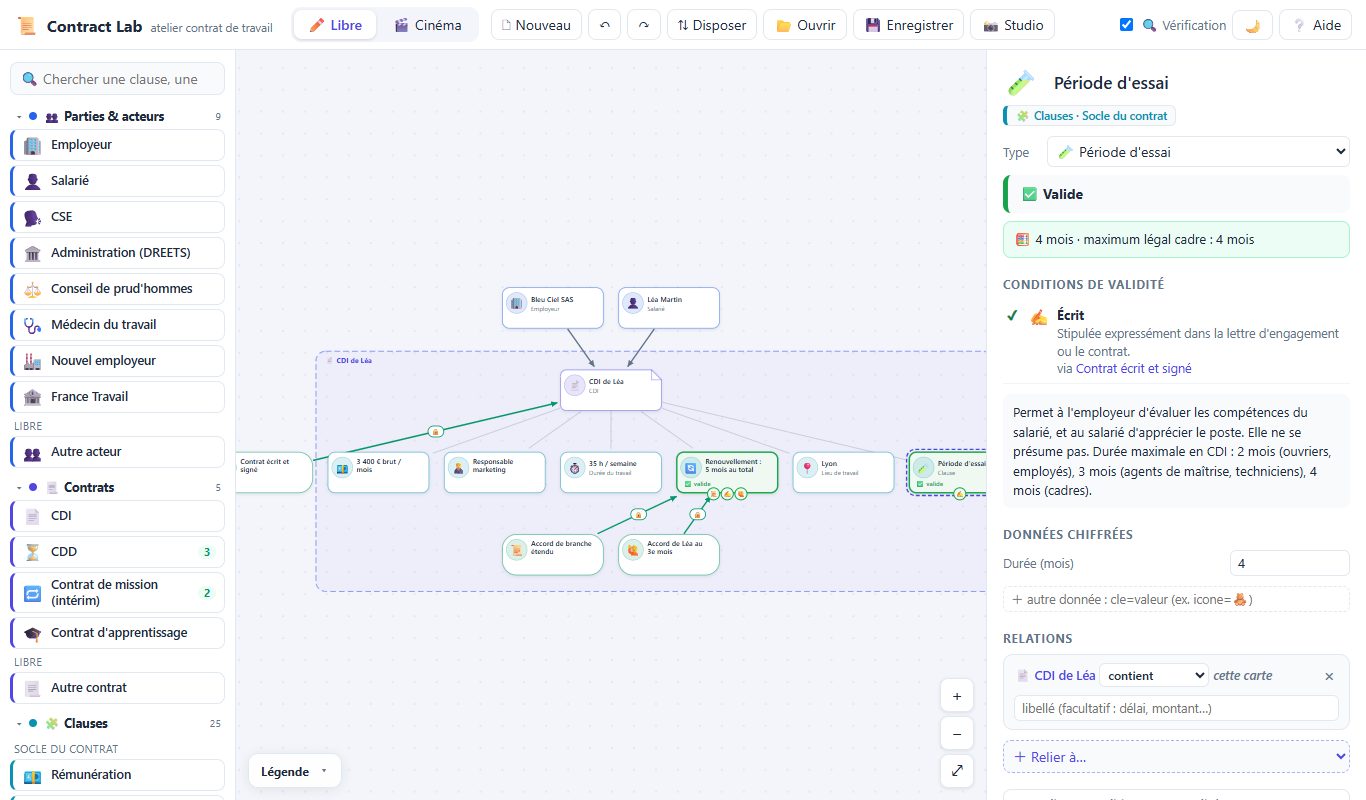 Contract Lab atelier contrat de travail
Libre
Cinéma
Nouveau
Disposer
Ouvrir
Enregistrer
Studio
Vérification
Aide
Chercher une clause, une
Parties & acteurs 9
Employeur
Salarié
CSE
Administration (DREETS)
Conseil de prud'hommes
Médecin du travail
Nouvel employeur
France Travail
LIBRE
Autre acteur
Contrats 5
CDI
CDD 3
Contrat de mission
(intérim) 2
Contrat d'apprentissage
LIBRE
Autre contrat
Clauses 25
SOCLE DU CONTRAT
Rémunération
Bleu Ciel SAS
Employeur
Léa Martin
Salarié
CDI de Léa
CDI de Léa
CDI
Contrat écrit et
signé
3 400 € brut /
mois
Responsable
marketing
35 h / semaine
Durée du travail
Renouvellement :
5 mois au total
valide
Lyon
Lieu de travail
Période d'essai
Clause
valide
Accord de branche
étendu
Accord de Léa au
3e mois
Légende
+
−
Période d'essai
Clauses · Socle du contrat
Type
Période d'essai
Valide
4 mois · maximum légal cadre : 4 mois
CONDITIONS DE VALIDITÉ
Écrit
Stipulée expressément dans la lettre d'engagement
ou le contrat.
via Contrat écrit et signé
Permet à l'employeur d'évaluer les compétences du
salarié, et au salarié d'apprécier le poste. Elle ne se
présume pas. Durée maximale en CDI : 2 mois (ouvriers,
employés), 3 mois (agents de maîtrise, techniciens), 4
mois (cadres).
DONNÉES CHIFFRÉES
Durée (mois) 4
+ autre donnée : cle=valeur (ex. icone=🧸)
RELATIONS
CDI de Léa contient cette carte ×
libellé (facultatif : délai, montant…)
+ Relier à…